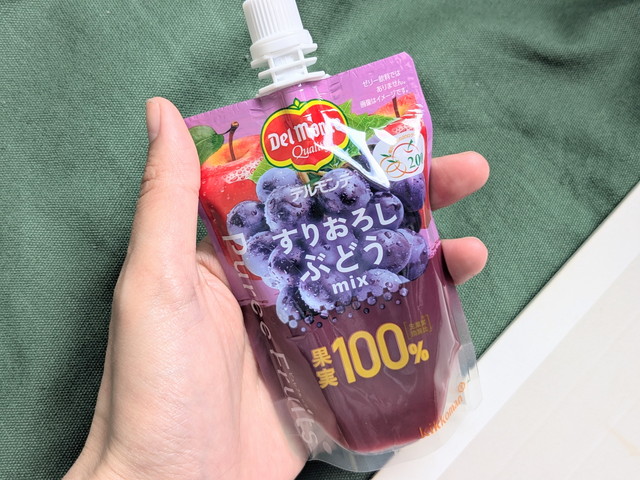 ゼリー飲料では
ありません。
画像はイメージです。
Del Monte
Quality
デルモンテ
すりおろし
ぶどう
mix
果実100%
Puree Fruits